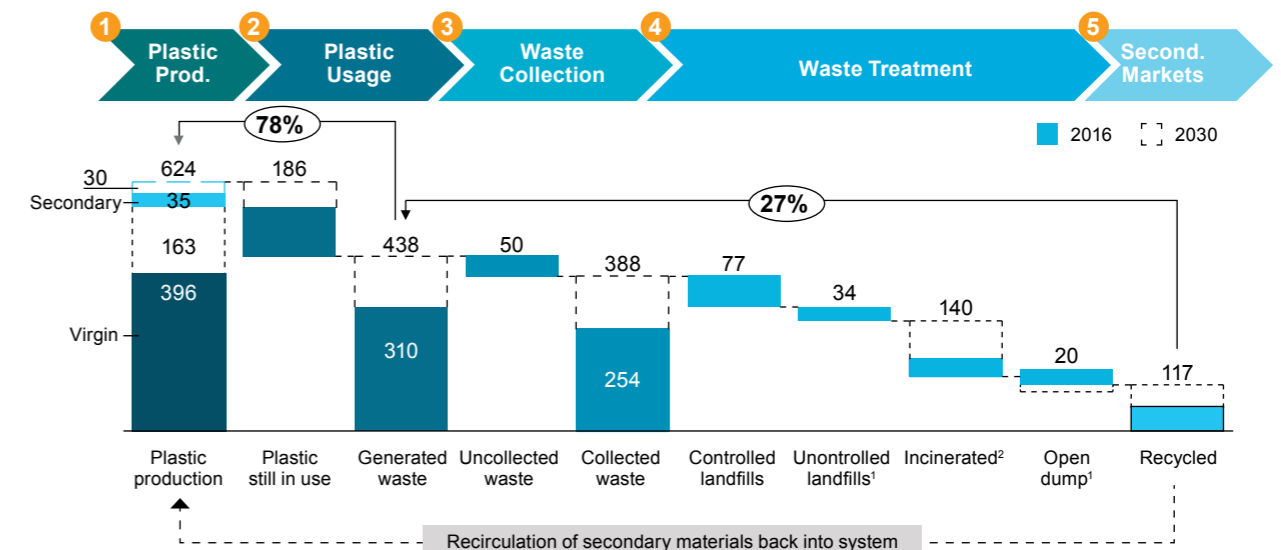 1
2
3
4
5
Plastic
Prod.
Plastic
Usage
Waste
Collection
Waste Treatment
Second.
Markets
78%
2016
2030
30
624
186
Secondary
35
27%
163
438
50
388
77
34
140
20
117
396
Virgin
310
254
Plastic
production
Plastic
still in use
Generated
waste
Uncollected
waste
Collected
waste
Controlled
landfills
Unontrolled
landfills¹
Incinerated²
Open
dump¹
Recycled
Recirculation of secondary materials back into system